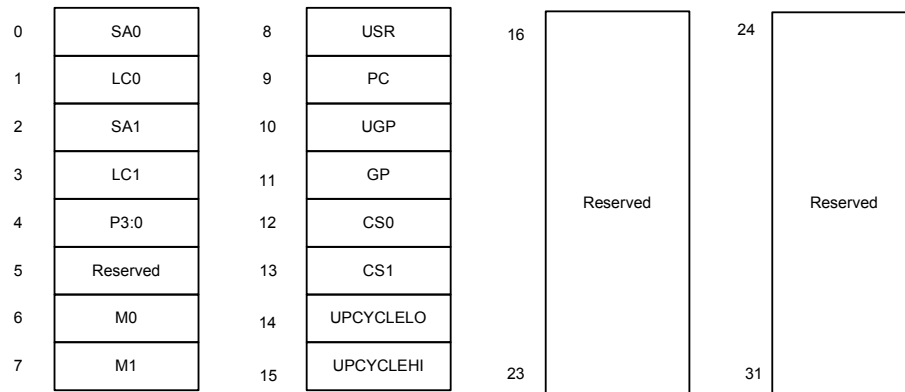 0 SA0 8 USR 16 24
1 LC0 9 PC
2 SA1 10 UGP
3 LC1 11 GP
4 P3:0 12 CS0 Reserved Reserved
5 Reserved 13 CS1
6 M0 14 UPCYCLELO
7 M1 15 UPCYCLEHI 23 31